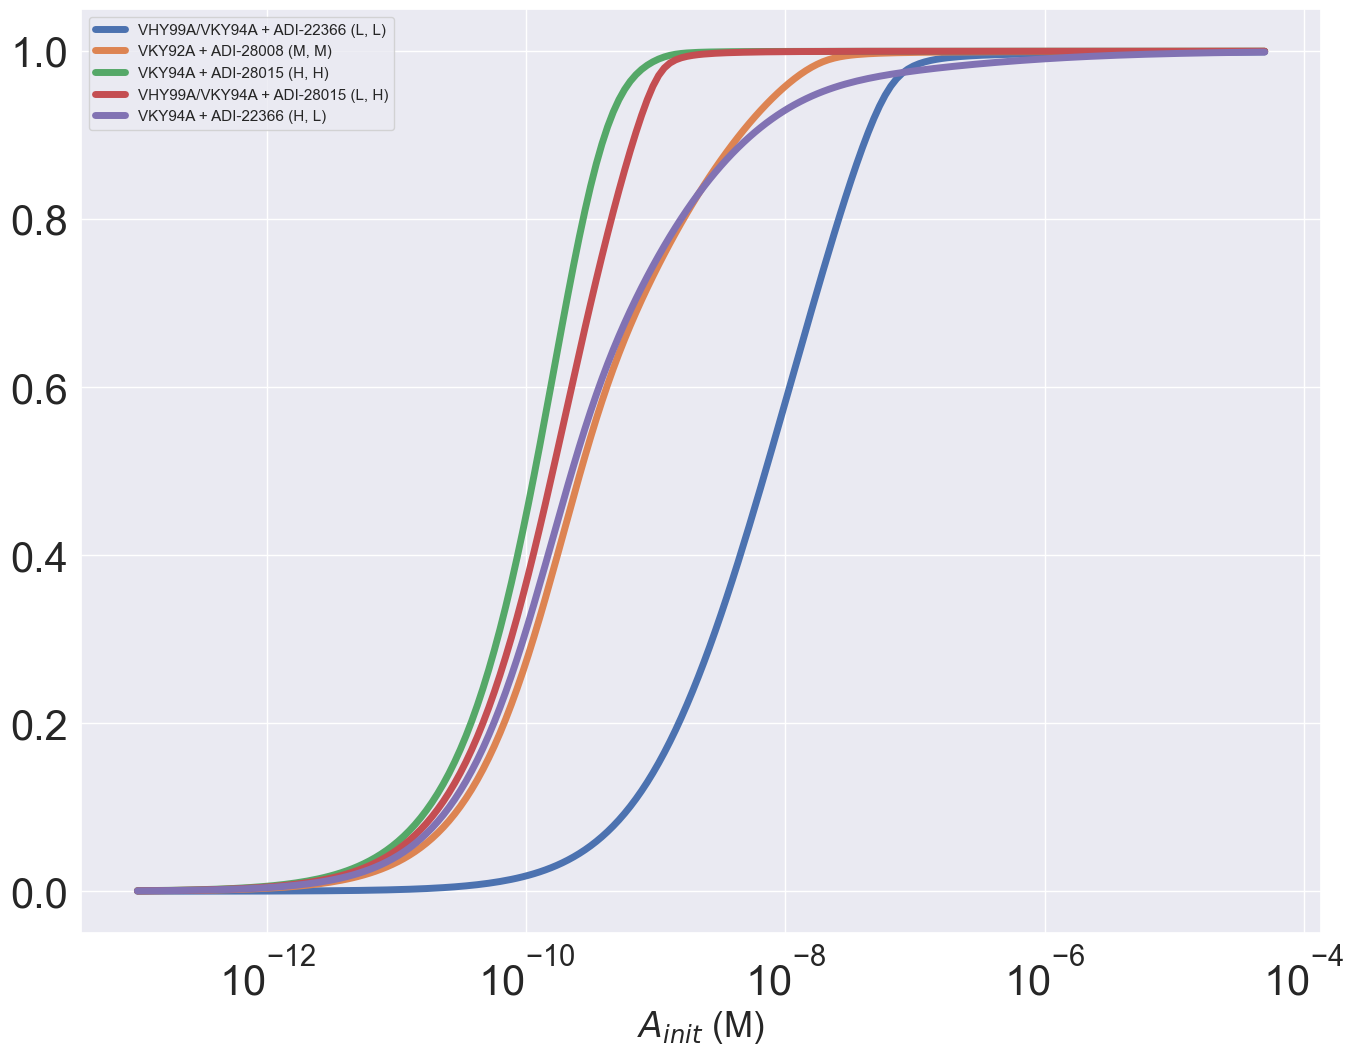 VHY99A/VKY94A + ADI-22366 (L, L)
VKY92A + ADI-28008 (M, M)
VKY94A + ADI-28015 (H, H)
VHY99A/VKY94A + ADI-28015 (L, H)
VKY94A + ADI-22366 (H, L)
1.0
0.8
0.6
0.4
0.2
0.0
10^−12 10^−10 10^−8 10^−6 10^−4
A_init (M)